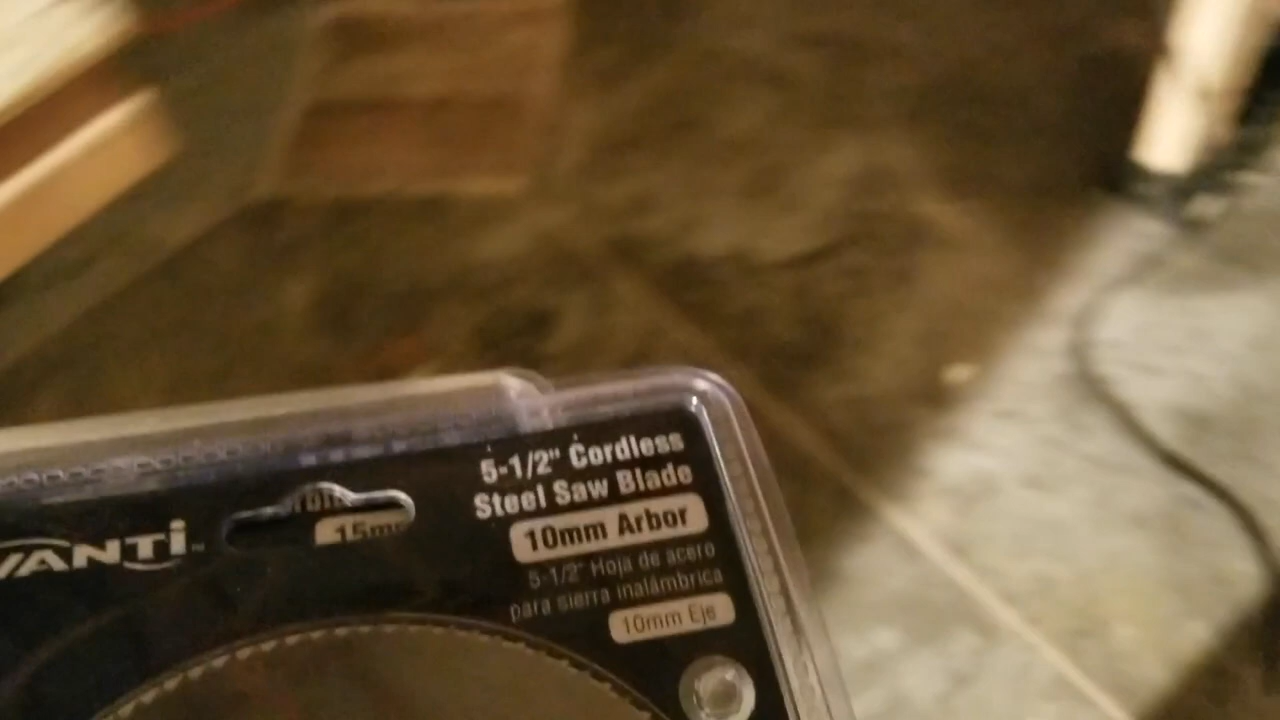 VANTi
15m
5-1/2" Cordless
Steel Saw Blade
10mm Arbor
5-1/2" Hoja de acero
para sierra inalámbrica
10mm Eje